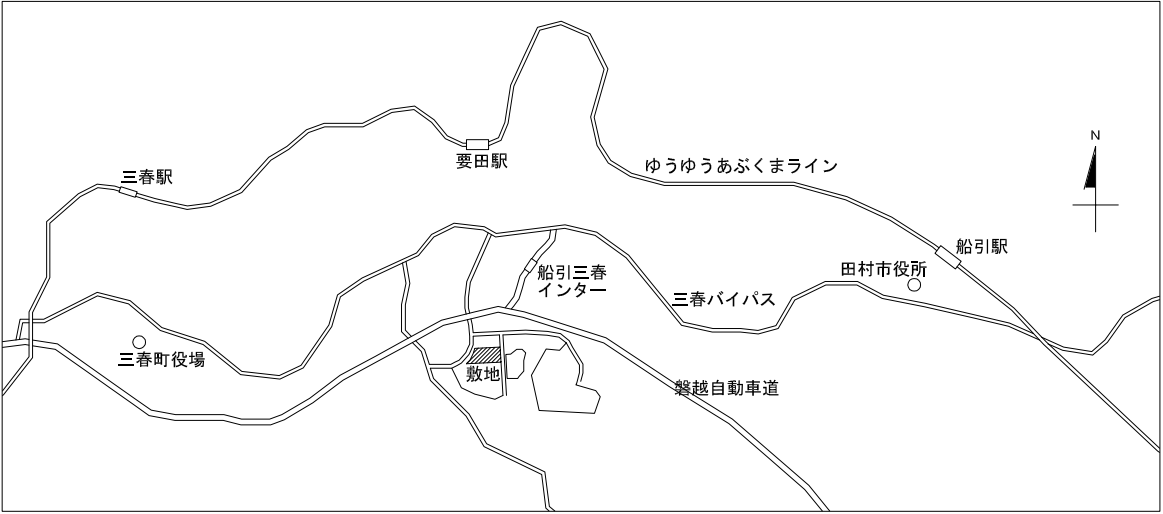 N
要田駅
ゆうゆうあぶくまライン
三春駅
船引駅
田村市役所
船引三春
インター
三春バイパス
三春町役場
敷地
磐越自動車道